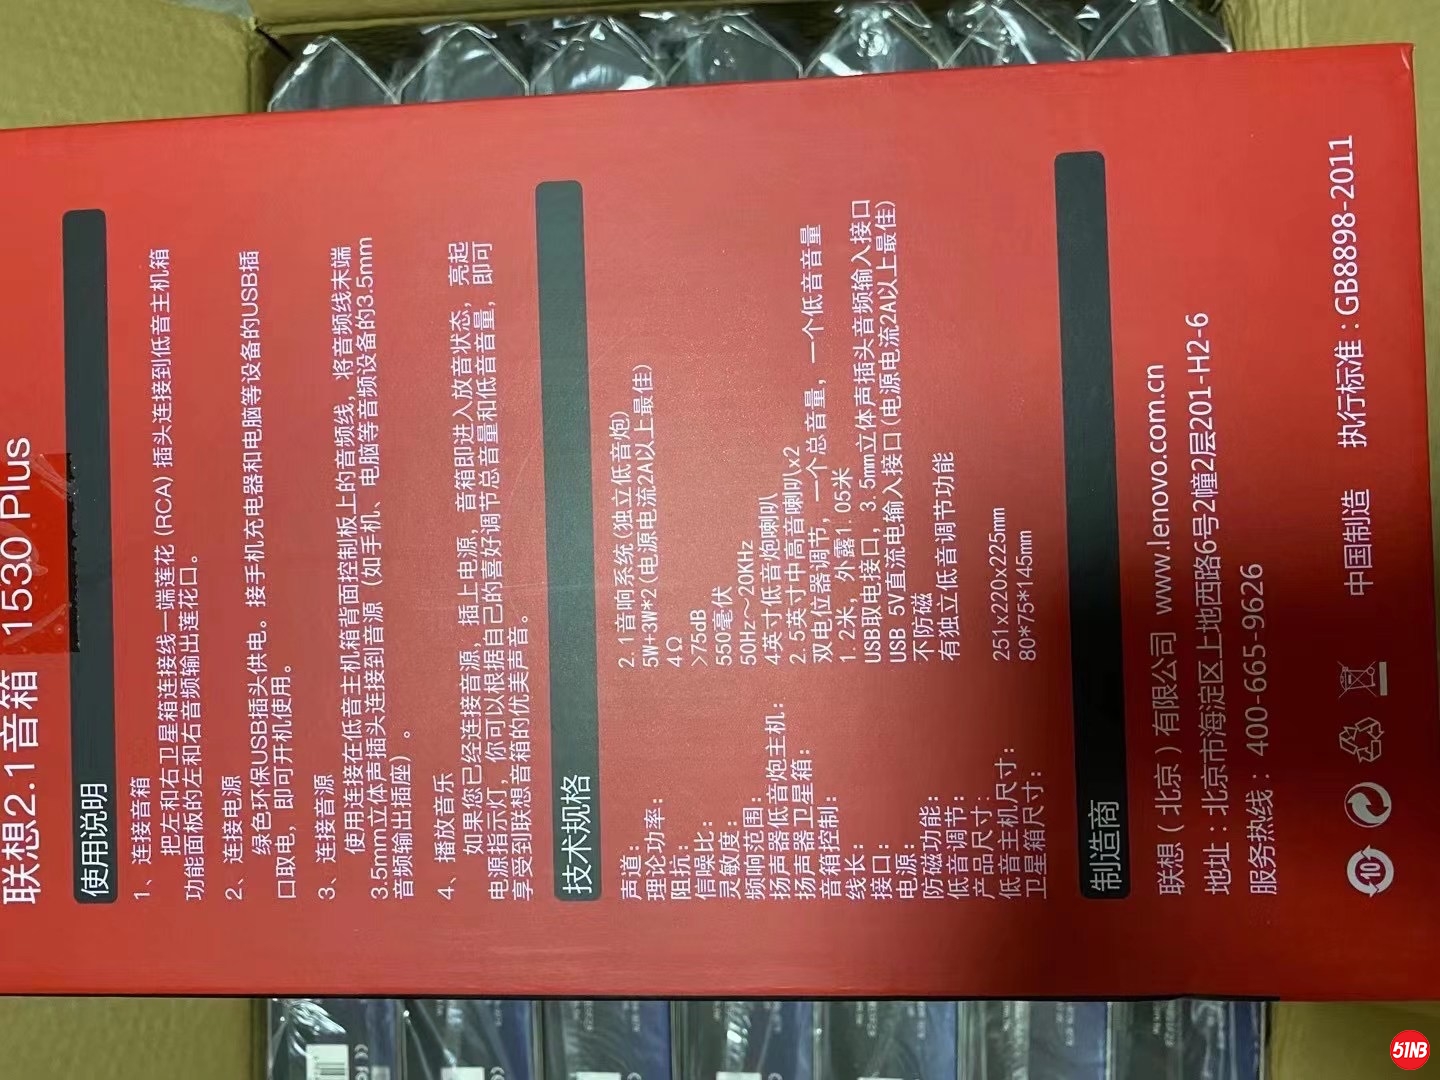 联想2.1音箱 1530 Plus
使用说明
1、连接音箱
把左和右卫星箱连接线一端莲花（RCA）插头连接到低音主机箱
功能面板的左和右音频输出莲花口。
2、连接电源
绿色环保USB插头供电。接手机充电器和电脑等设备的USB插
口取电，即可开机使用。
3、连接音源
使用连接在低音主机箱背面控制板上的音频线，将音频线末端
3.5mm立体声插头连接到音源（如手机、电脑等音频设备的3.5mm
音频输出插座）。
4、播放音乐
如果您已经连接音源，插上电源，音箱即进入放音状态，亮起
电源指示灯，你可以根据自己的喜好调节总音量和低音音量，即可
享受到联想音箱的优美声音。
技术规格
声道： 2.1音响系统(独立低音炮)
理论功率： 5W+3W*2(电源电流2A以上最佳)
阻抗： 4Ω
信噪比： >75dB
灵敏度： 550毫伏
频响范围： 50Hz～20KHz
扬声器低音炮主机： 4英寸低音炮喇叭
扬声器卫星箱： 2.5英寸中高音喇叭x2
音箱控制： 双电位器调节，一个总音量，一个低音音量
线长： 1.2米，外露1.05米
接口： USB取电接口，3.5mm立体声插头音频输入接口
电源： USB 5V直流电输入接口(电源电流2A以上最佳)
防磁功能： 不防磁
低音调节： 有独立低音调节功能
产品尺寸：
低音主机尺寸： 251x220x225mm
卫星箱尺寸： 80*75*145mm
制造商
联想（北京）有限公司 www.lenovo.com.cn
地址：北京市海淀区上地西路6号2幢2层201-H2-6
服务热线：400-665-9626
10 中国制造 执行标准：GB8898-2011
51NB